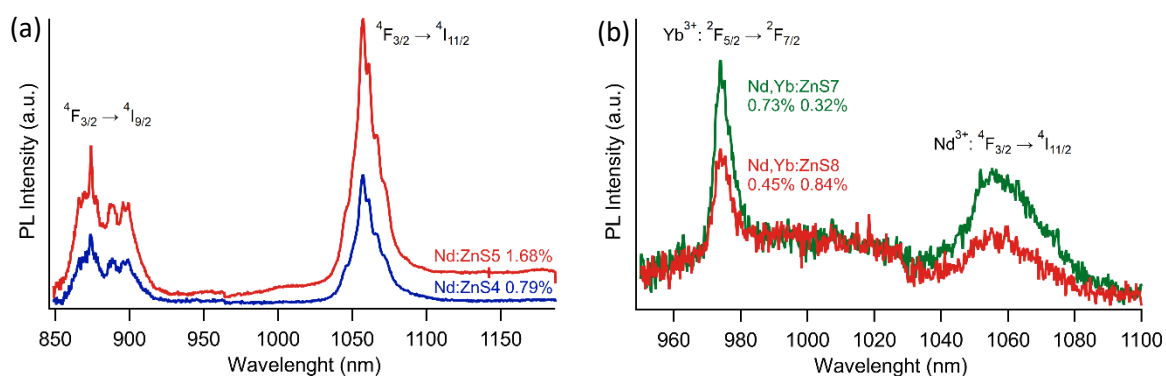 (a)
PL Intensity (a.u.)
⁴F₃/₂ → ⁴I₉/₂
⁴F₃/₂ → ⁴I₁₁/₂
Nd:ZnS5 1.68%
Nd:ZnS4 0.79%
850 900 950 1000 1050 1100 1150
Wavelenght (nm)
(b)
PL Intensity (a.u.)
Yb³⁺: ²F₅/₂ → ²F₇/₂
Nd,Yb:ZnS7
0.73% 0.32%
Nd,Yb:ZnS8
0.45% 0.84%
Nd³⁺: ⁴F₃/₂ → ⁴I₁₁/₂
960 980 1000 1020 1040 1060 1080 1100
Wavelenght (nm)